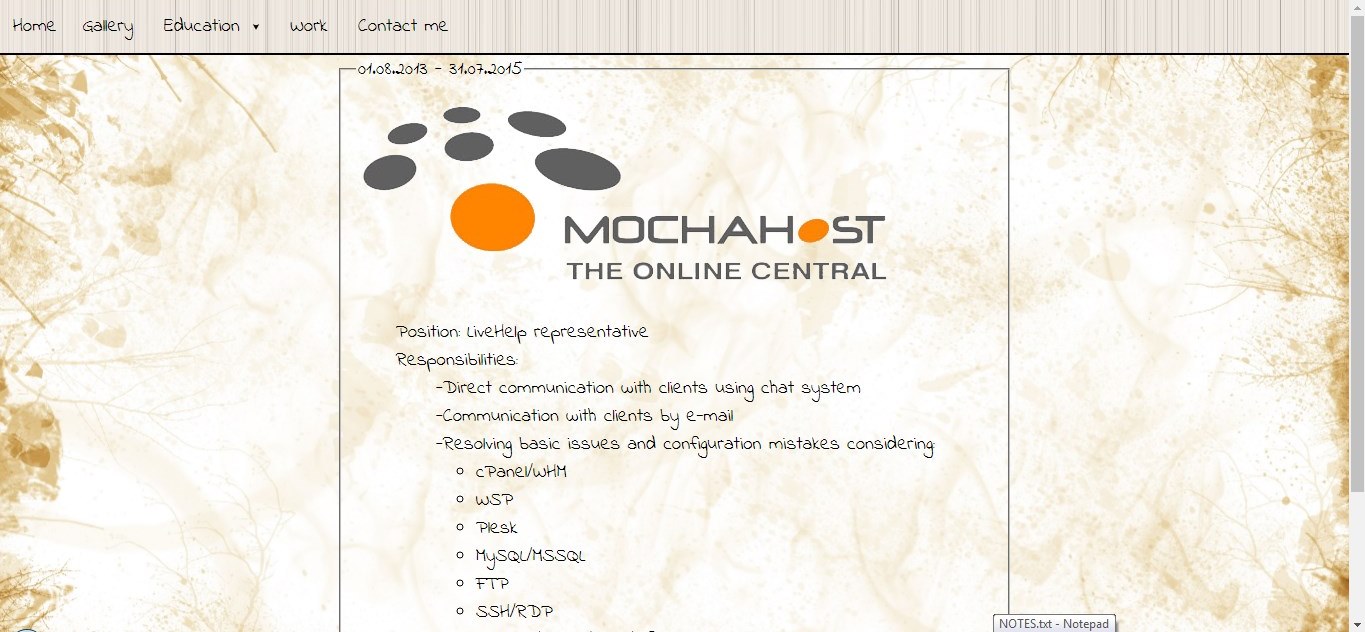 Home Gallery Education ▾ Work Contact me
01.08.2013 - 31.07.2015
MOCHAHOST
THE ONLINE CENTRAL
Position: LiveHelp representative
Responsibilities:
-Direct communication with clients using chat system
-Communication with clients by e-mail
-Resolving basic issues and configuration mistakes considering:
cPanel/WHM
WSP
Plesk
MySQL/MSSQL
FTP
SSH/RDP
NOTES.txt - Notepad